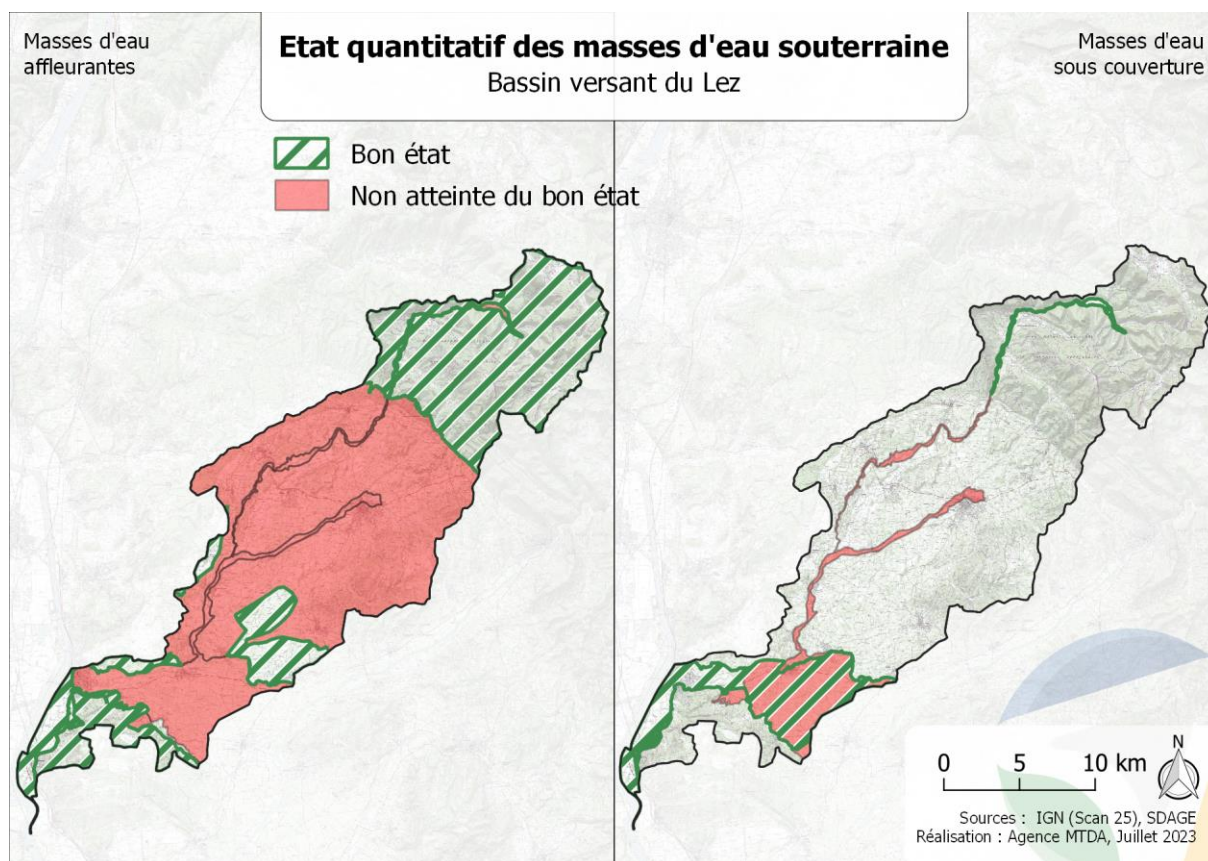 Masses d'eau
affleurantes
Etat quantitatif des masses d'eau souterraine
Bassin versant du Lez
Masses d'eau
sous couverture
Bon état
Non atteinte du bon état
0 5 10 km
N
Sources : IGN (Scan 25), SDAGE
Réalisation : Agence MTDA, Juillet 2023